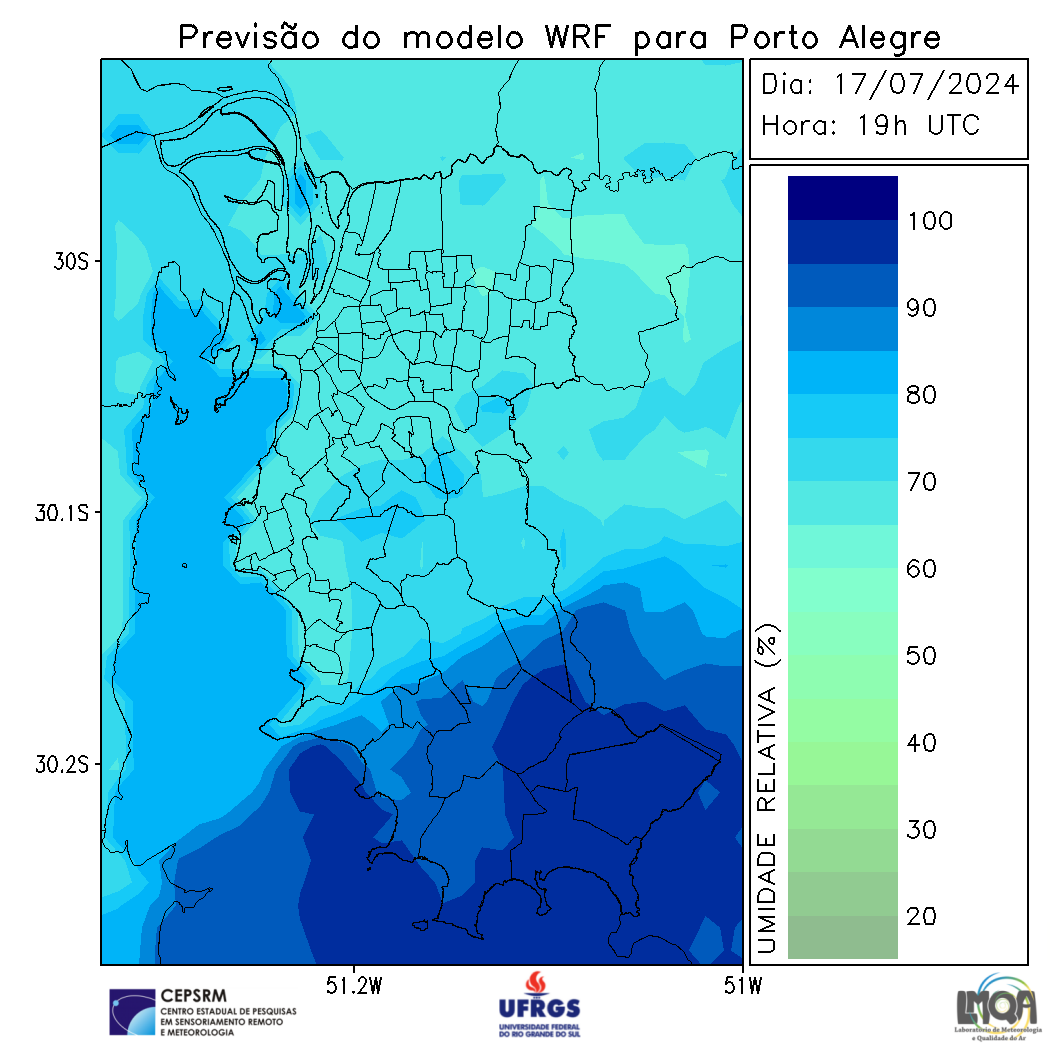 Previsão do modelo WRF para Porto Alegre
Dia: 17/07/2024
Hora: 19h UTC
30S
30.1S
30.2S
51.2W
51W
UMIDADE RELATIVA (%)
100
90
80
70
60
50
40
30
20
CEPSRM
CENTRO ESTADUAL DE PESQUISAS
EM SENSORIAMENTO REMOTO
E METEOROLOGIA
UFRGS
UNIVERSIDADE FEDERAL
DO RIO GRANDE DO SUL
LMQA
Laboratório de Meteorologia
e Qualidade do Ar